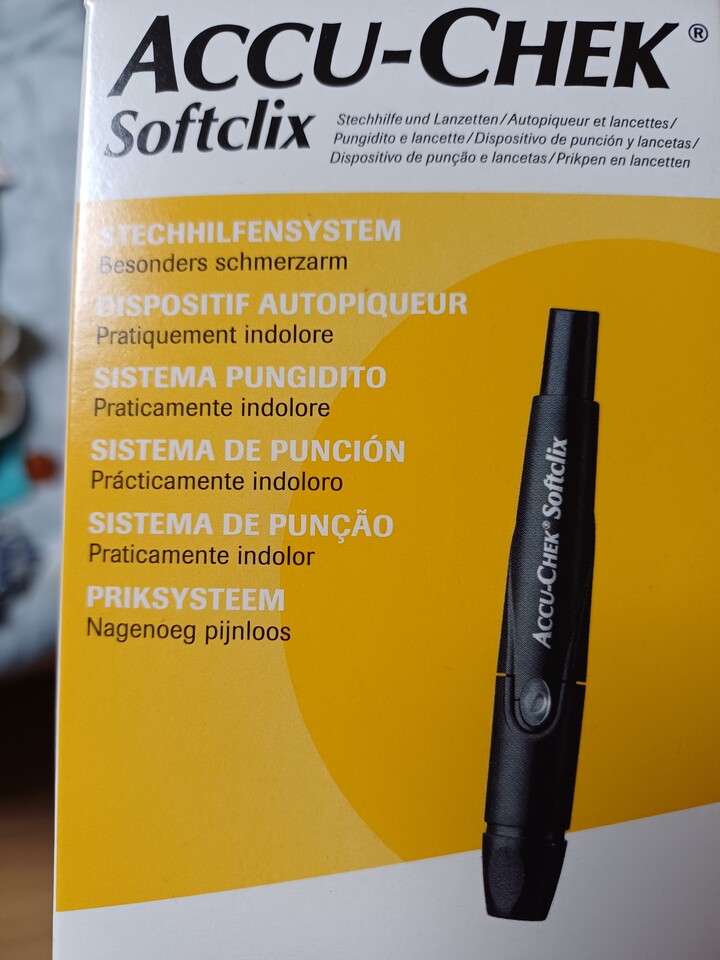 ACCU-CHEK®
Softclix
Stechhilfe und Lanzetten/Autopiqueur et lancettes/
Pungidito e lancette/Dispositivo de punción y lancetas/
Dispositivo de punção e lancetas/Prikpen en lancetten
STECHHILFENSYSTEM
Besonders schmerzarm
DISPOSITIF AUTOPIQUEUR
Pratiquement indolore
SISTEMA PUNGIDITO
Praticamente indolore
SISTEMA DE PUNCIÓN
Prácticamente indoloro
SISTEMA DE PUNÇÃO
Praticamente indolor
PRIKSYSTEEM
Nagenoeg pijnloos
ACCU-CHEK® Softclix